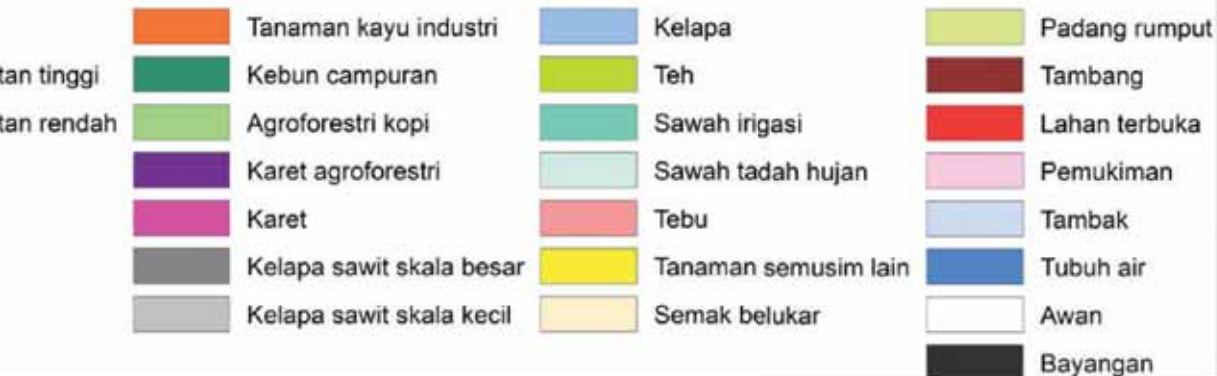 tan tinggi
tan rendah
Tanaman kayu industri
Kebun campuran
Agroforestri kopi
Karet agroforestri
Karet
Kelapa sawit skala besar
Kelapa sawit skala kecil
Kelapa
Teh
Sawah irigasi
Sawah tadah hujan
Tebu
Tanaman semusim lain
Semak belukar
Padang rumput
Tambang
Lahan terbuka
Pemukiman
Tambak
Tubuh air
Awan
Bayangan